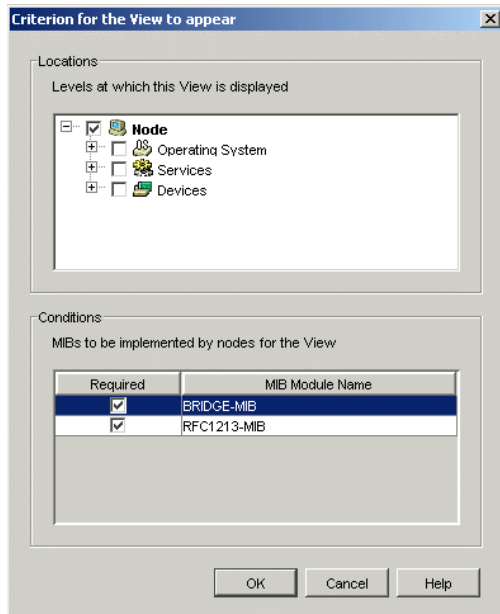 Criterion for the View to appear
Locations
Levels at which this View is displayed
Node
Operating System
Services
Devices
Conditions
MIBs to be implemented by nodes for the View
Required MIB Module Name
BRIDGE-MIB
RFC1213-MIB
OK Cancel Help